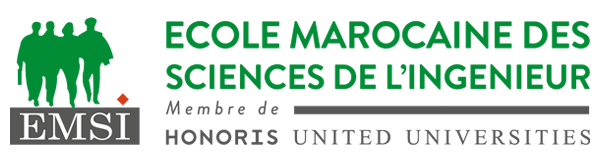 ECOLE MAROCAINE DES
SCIENCES DE L'INGENIEUR
Membre de
HONORIS UNITED UNIVERSITIES
EMSI